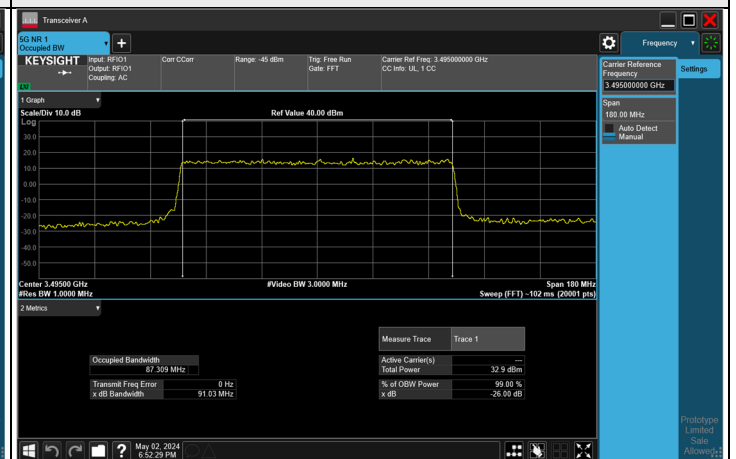 Transceiver A
5G NR 1
Occupied BW
Frequency
KEYSIGHT
Input: RFIO1
Output: RFIO1
Coupling: AC
Corr CCorr
Range: -45 dBm
Trig: Free Run
Gate: FFT
Carrier Ref Freq: 3.495000000 GHz
CC Info: UL, 1 CC
Carrier Reference
Frequency
3.495000000 GHz
Settings
Span
180.00 MHz
Auto Detect
Manual
1 Graph
Scale/Div 10.0 dB
Ref Value 40.00 dBm
Log
30.0
20.0
10.0
0.00
-10.0
-20.0
-30.0
-40.0
-50.0
Center 3.49500 GHz
#Video BW 3.0000 MHz
Span 180 MHz
#Res BW 1.0000 MHz
Sweep (FFT) ~102 ms (20001 pts)
2 Metrics
Measure Trace
Trace 1
Occupied Bandwidth
87.309 MHz
Active Carrier(s)
---
Total Power
32.9 dBm
Transmit Freq Error
0 Hz
% of OBW Power
99.00 %
x dB Bandwidth
91.03 MHz
x dB
-26.00 dB
Prototype
Limited
Sale
Allowed
?
May 02, 2024
6:52:29 PM